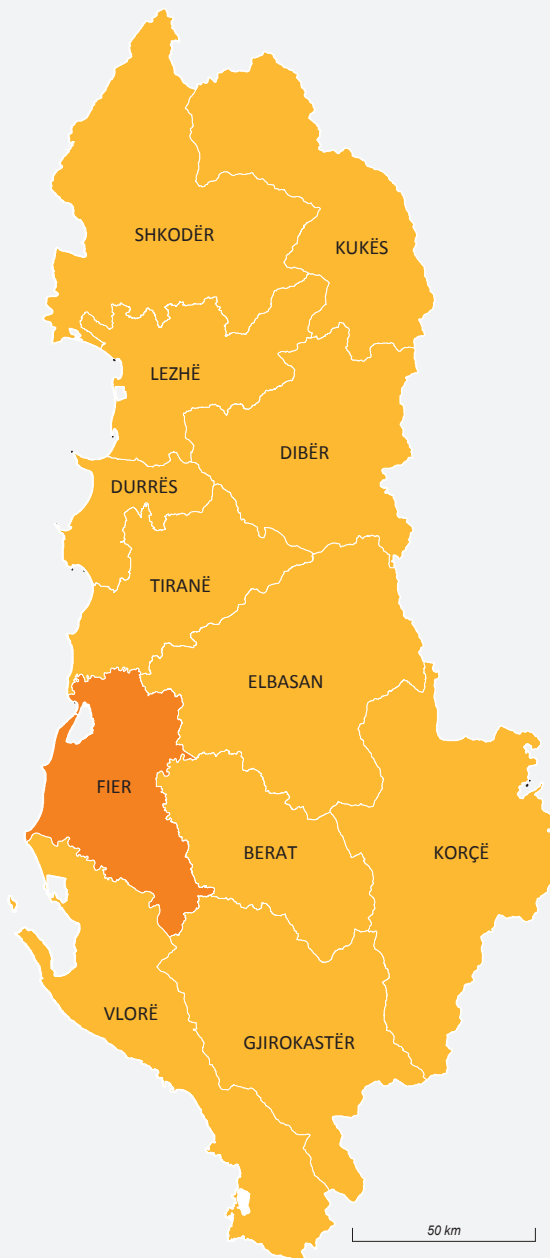 SHKODËR
KUKËS
LEZHË
DIBËR
DURRËS
TIRANË
ELBASAN
FIER
BERAT
KORÇË
VLORË
GJIROKASTËR
50 km